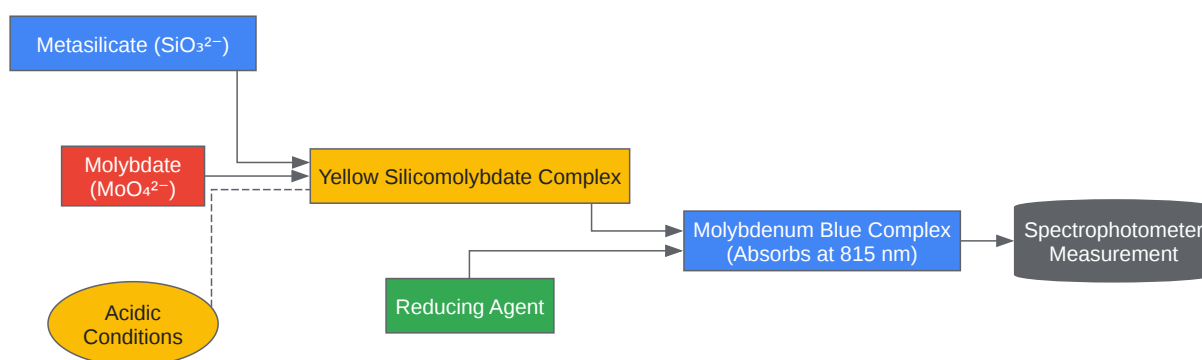 Metasilicate (SiO₃²⁻)
Molybdate
(MoO₄²⁻)
Yellow Silicomolybdate Complex
Molybdenum Blue Complex
(Absorbs at 815 nm)
Spectrophotometer
Measurement
Reducing Agent
Acidic
Conditions